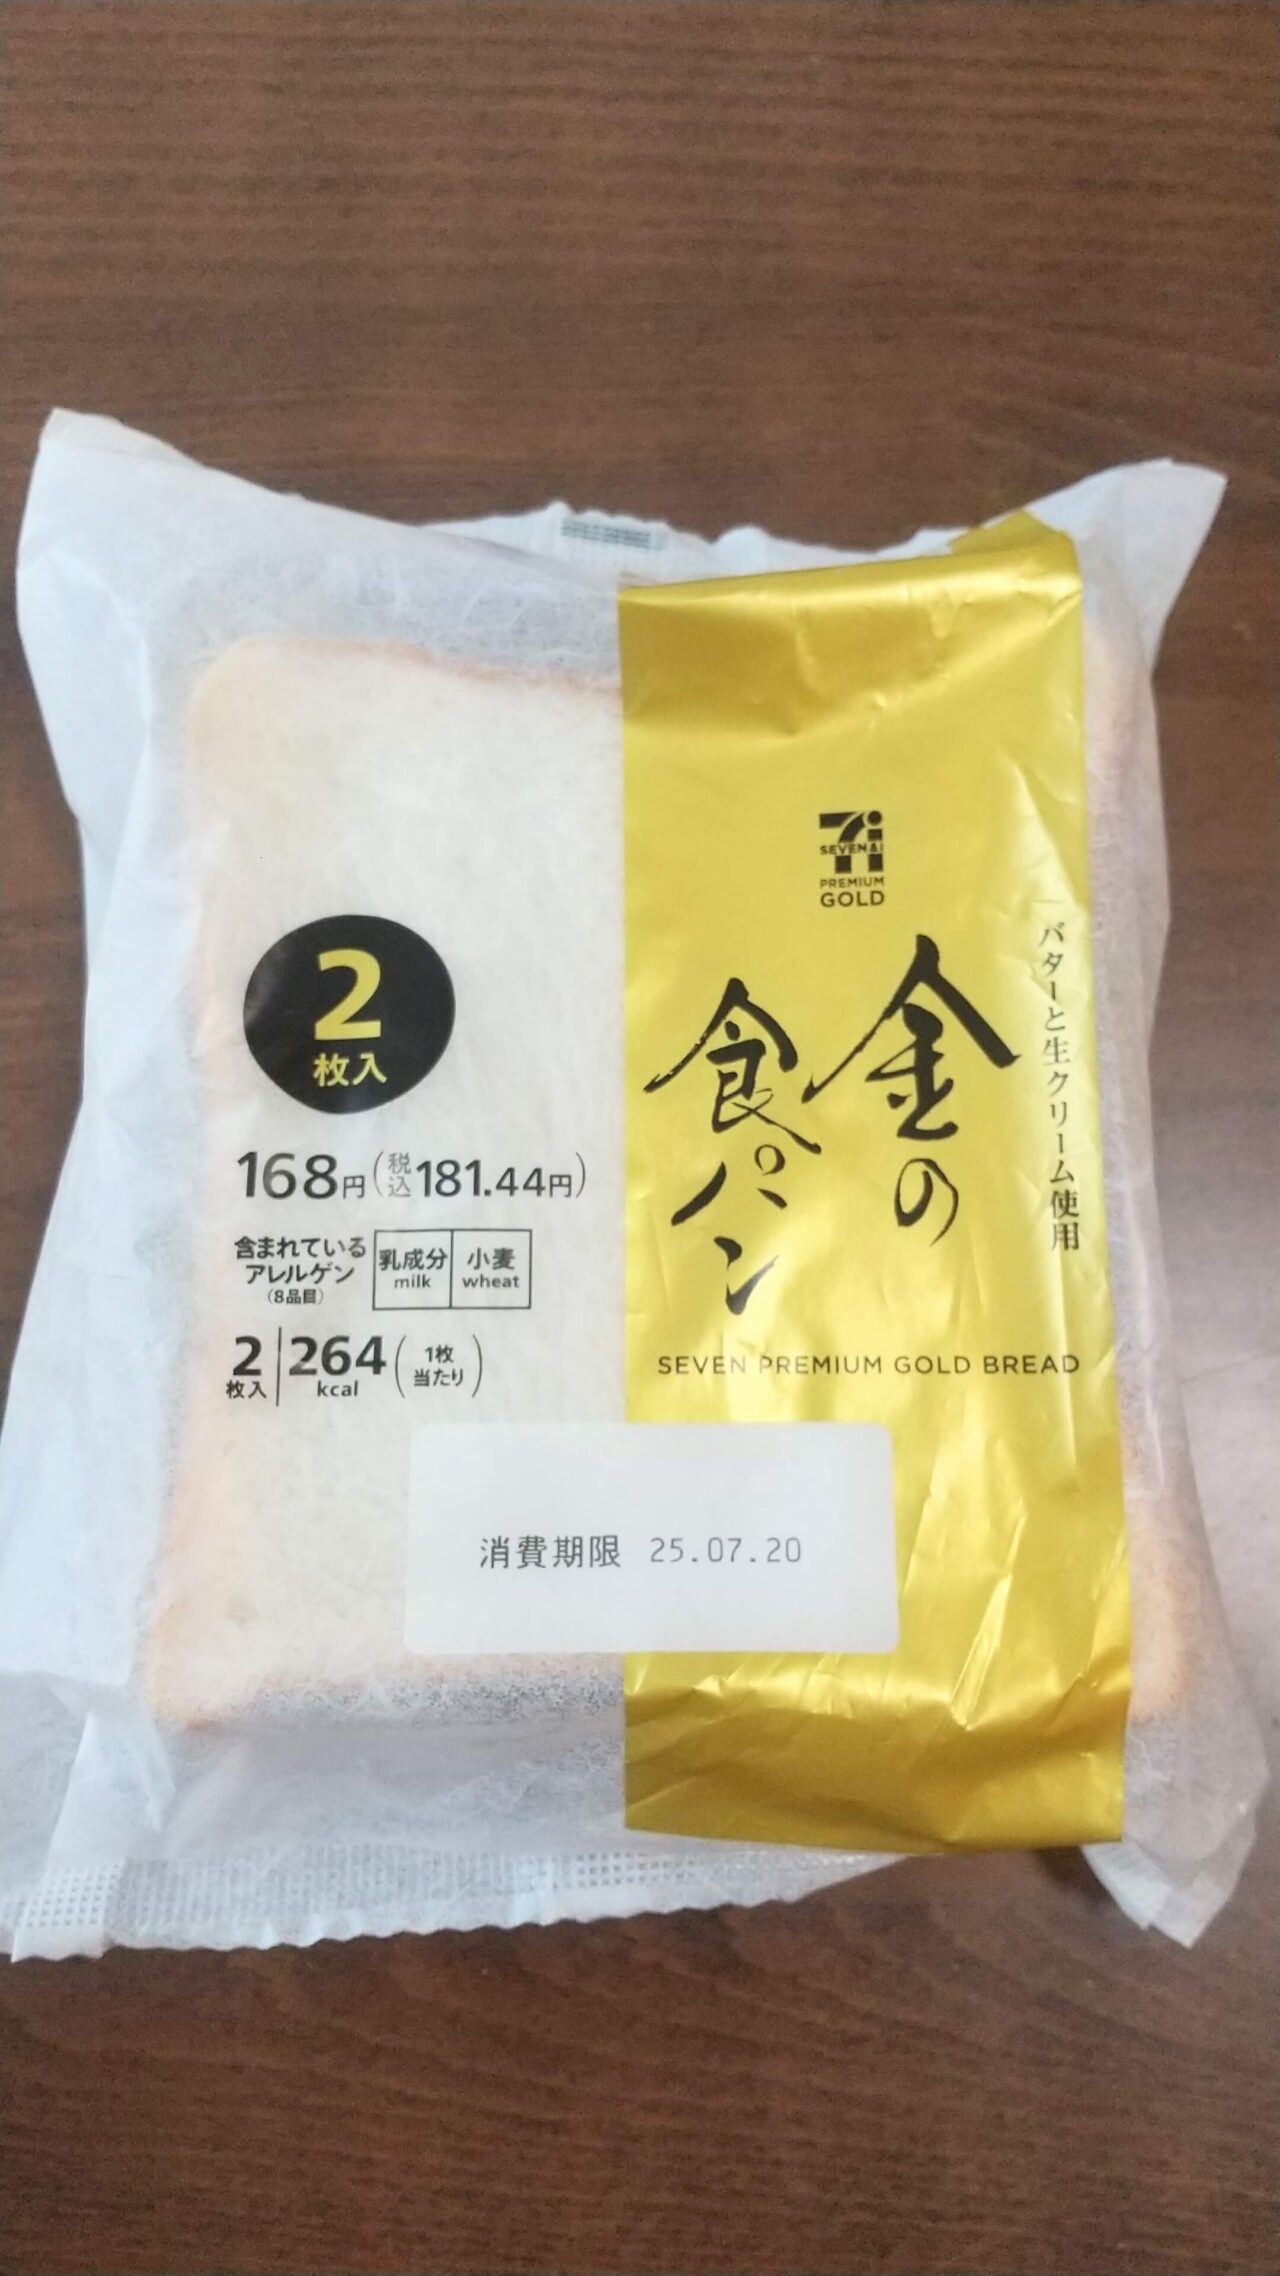 SEVEN&i
PREMIUM
GOLD
バターと生クリーム使用
金の
食パン
SEVEN PREMIUM GOLD BREAD
2
枚入
168円(税込181.44円)
含まれている
アレルゲン
(8品目)
乳成分
milk
小麦
wheat
2
枚入
264
kcal
(1枚
当たり)
消費期限 25.07.20